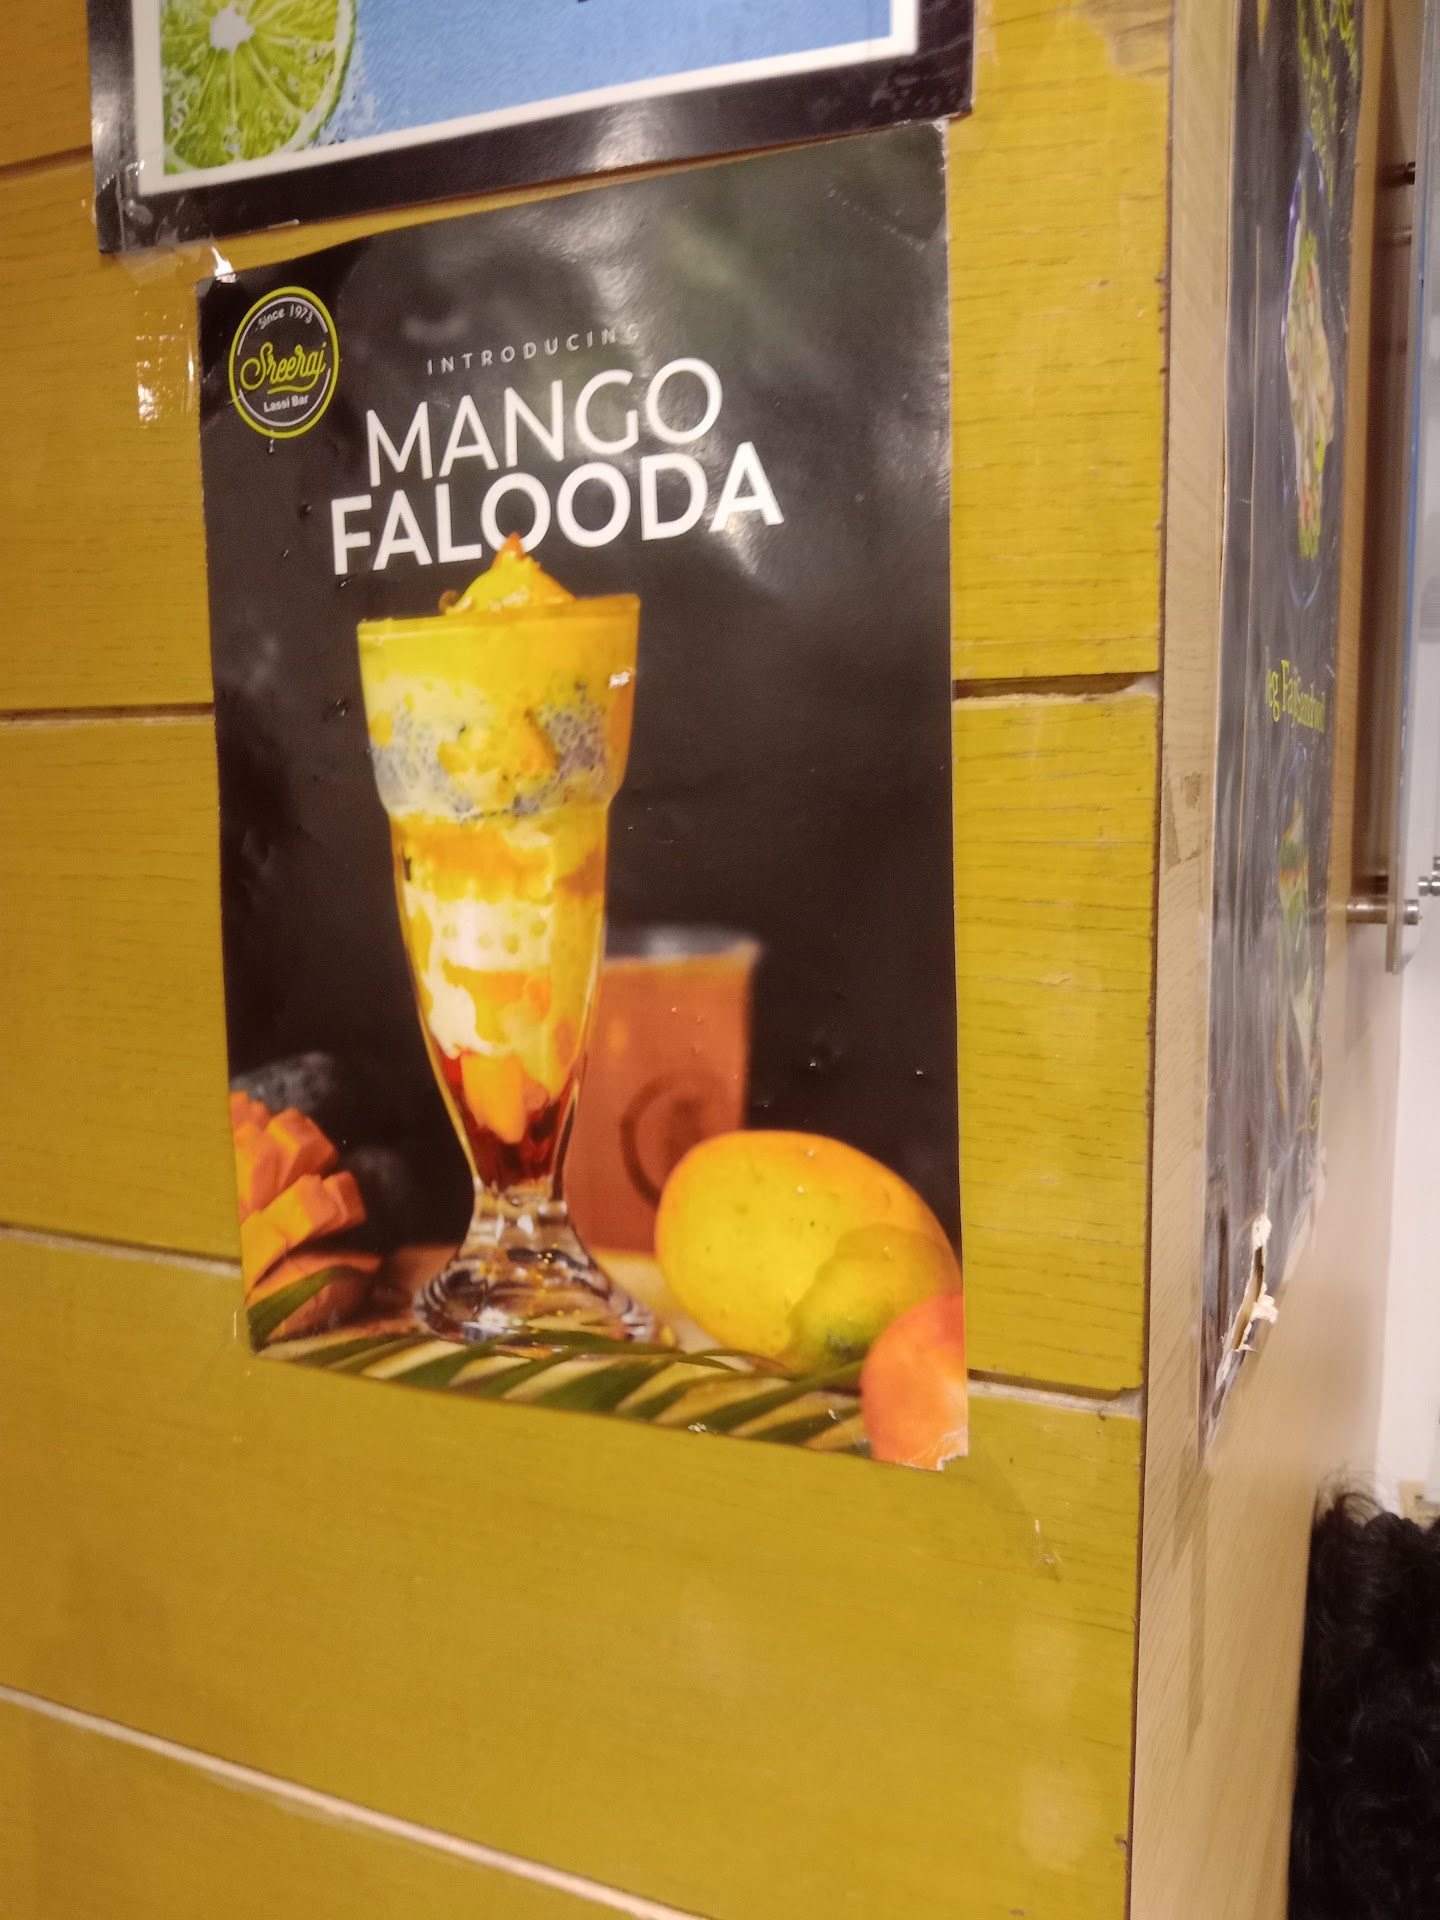 Since 1973
Sreeraj
Lassi Bar
INTRODUCING
MANGO
FALOODA